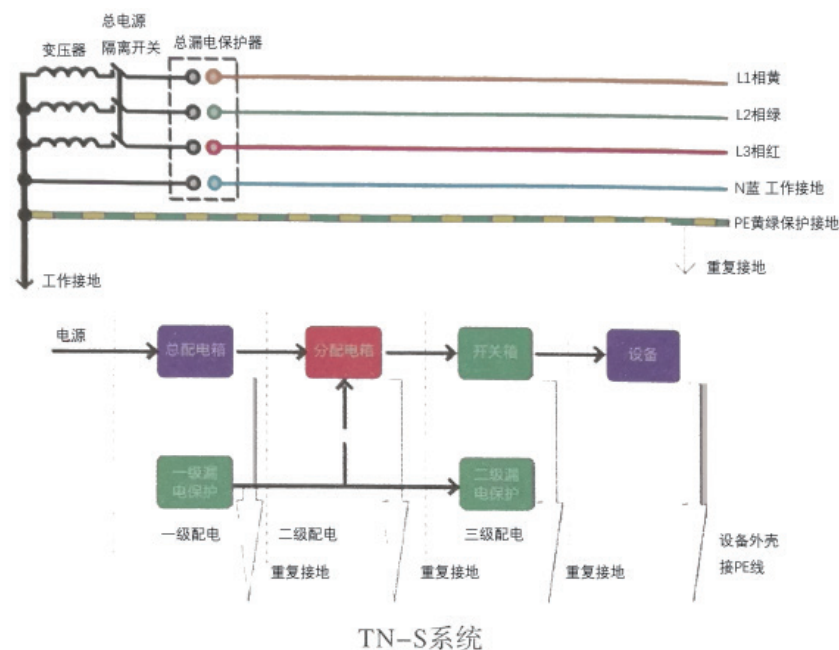 总电源
变压器
隔离开关
总漏电保护器
L1相黄
L2相绿
L3相红
N蓝 工作接地
PE黄绿保护接地
工作接地
重复接地
电源
总配电箱
分配电箱
开关箱
设备
一级漏
电保护
二级漏
电保护
一级配电
二级配电
三级配电
重复接地
重复接地
重复接地
设备外壳
接PE线
TN-S系统